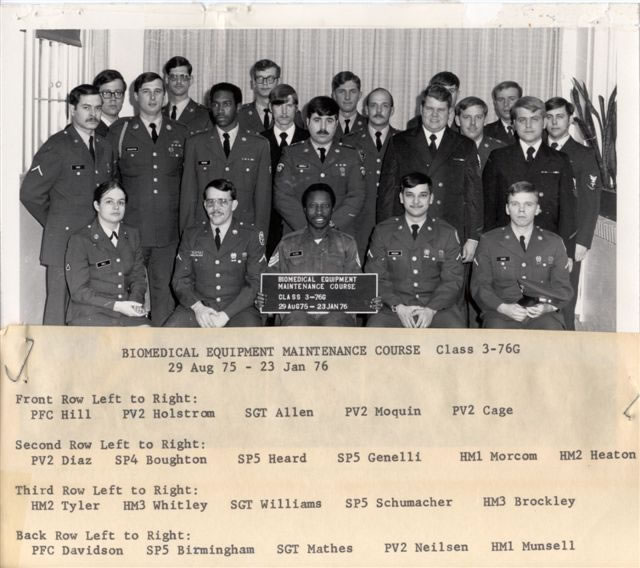 BIOMEDICAL EQUIPMENT
MAINTENANCE COURSE
CLASS 3-76G
29 AUG 75 - 23 JAN 76
BIOMEDICAL EQUIPMENT MAINTENANCE COURSE Class 3-76G
29 Aug 75 - 23 Jan 76
Front Row Left to Right:
PFC Hill PV2 Holstrom SGT Allen PV2 Moquin PV2 Cage
Second Row Left to Right:
PV2 Diaz SP4 Boughton SP5 Heard SP5 Genelli HM1 Morcom HM2 Heaton
Third Row Left to Right:
HM2 Tyler HM3 Whitley SGT Williams SP5 Schumacher HM3 Brockley
Back Row Left to Right:
PFC Davidson SP5 Birmingham SGT Mathes PV2 Neilsen HM1 Munsell